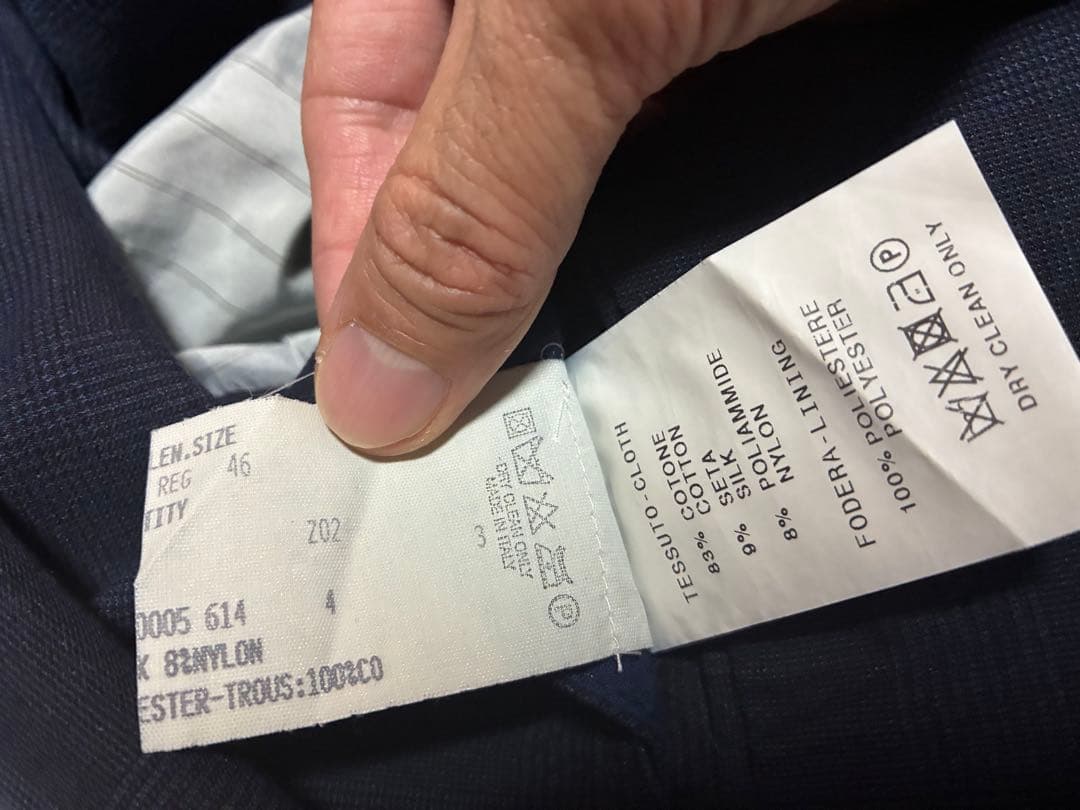 LEN.SIZE
REG 46
TITY
202 3
0005 614 4
8%NYLON
ESTER-TROUS:100%CO
DRY CLEAN ONLY
MADE IN ITALY
P
TESSUTO - CLOTH
83% COTONE
COTTON
9% SETA
SILK
8% POLIAMMIDE
NYLON
FODERA - LINING
100% POLIESTERE
POLYESTER
P
DRY CLEAN ONLY